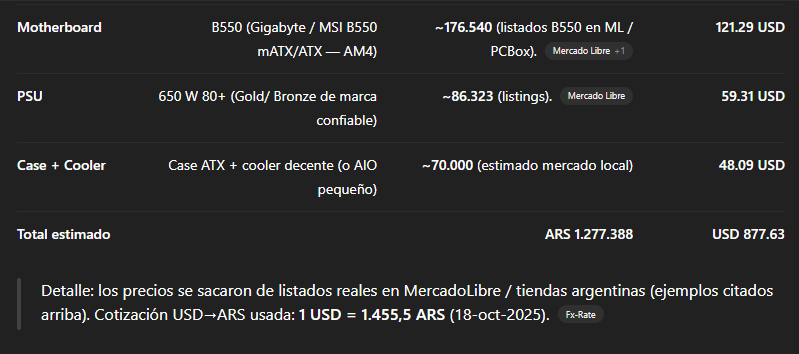 Motherboard B550 (Gigabyte / MSI B550 ~176.540 (listados B550 en ML / 121.29 USD
mATX/ATX — AM4) PCBox). Mercado Libre +1
PSU 650 W 80+ (Gold/ Bronze de marca ~86.323 (listings). Mercado Libre 59.31 USD
confiable)
Case + Cooler Case ATX + cooler decente (o AIO ~70.000 (estimado mercado local) 48.09 USD
pequeño)
Total estimado ARS 1.277.388 USD 877.63
Detalle: los precios se sacaron de listados reales en MercadoLibre / tiendas argentinas (ejemplos citados
arriba). Cotización USD→ARS usada: 1 USD = 1.455,5 ARS (18-oct-2025). Fx-Rate